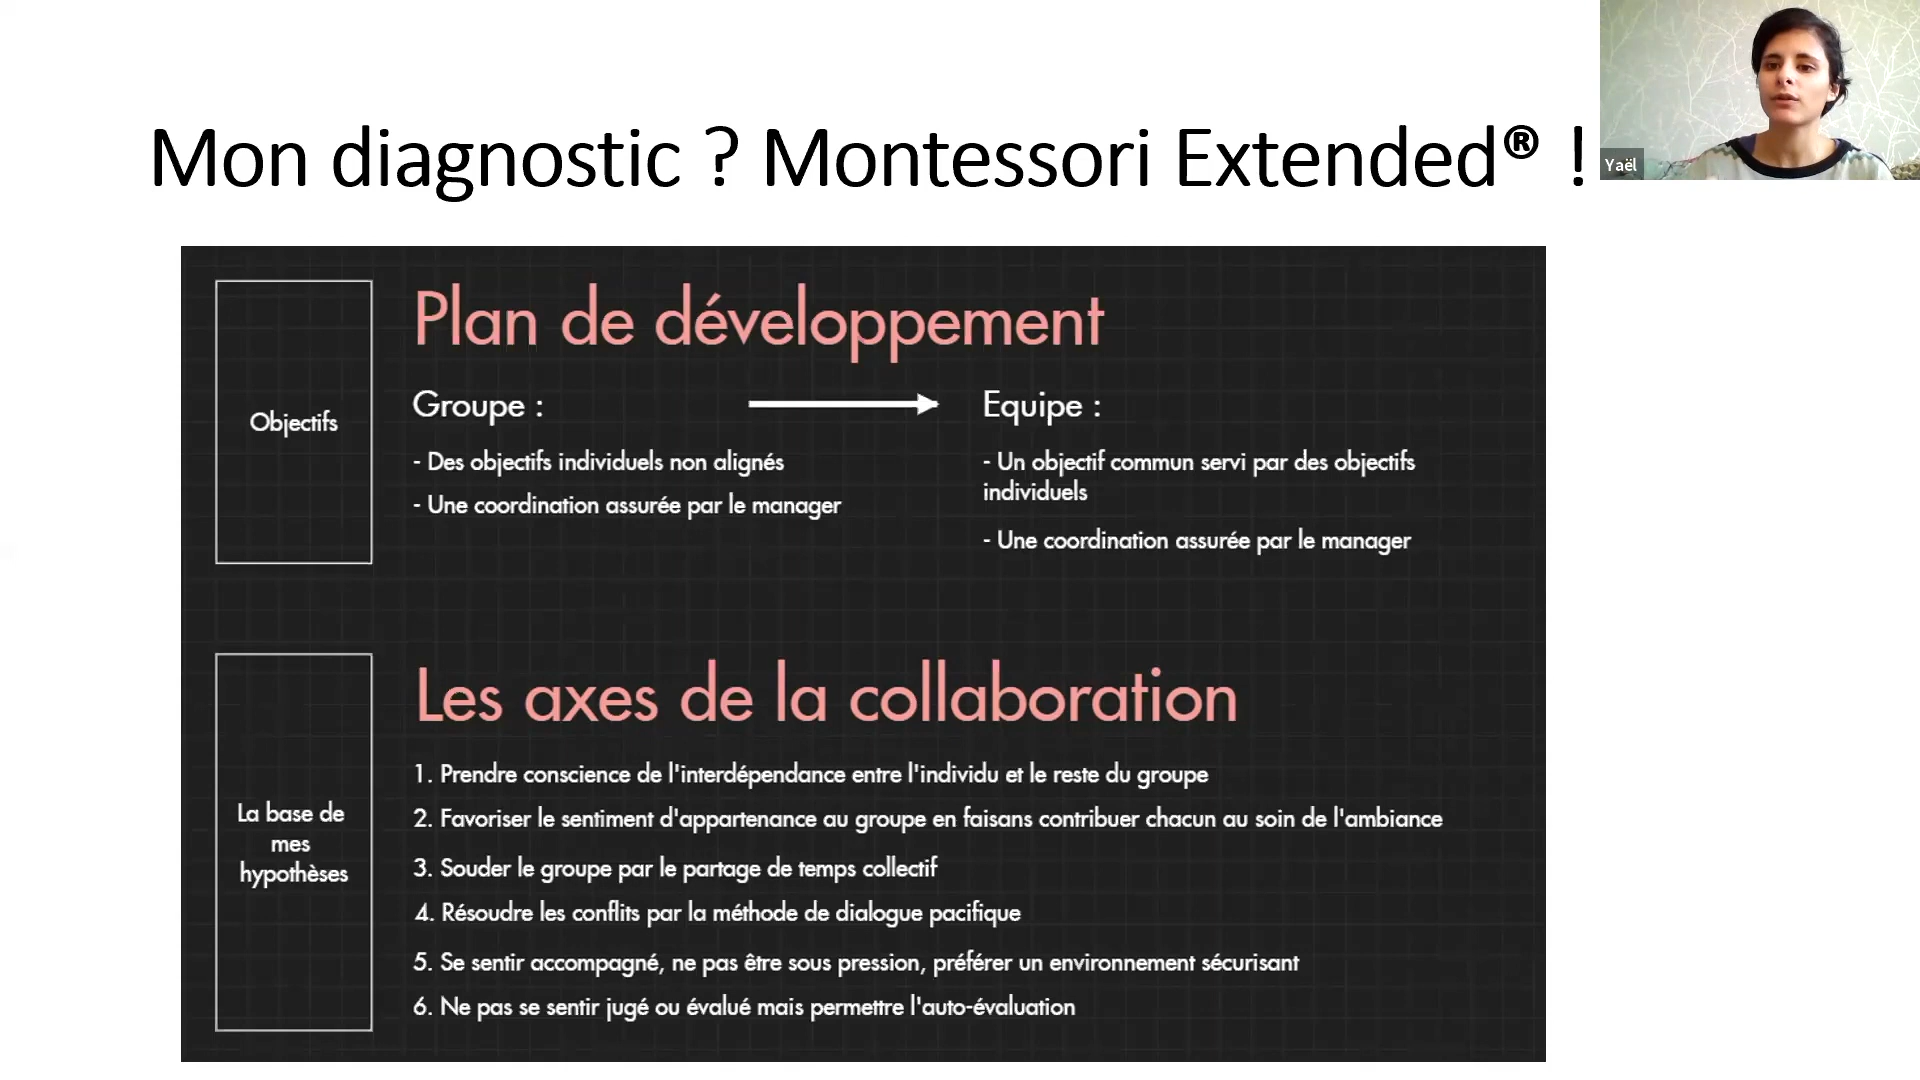 Mon diagnostic ? Montessori Extended® !
Yaël
Objectifs
Plan de développement
Groupe :
- Des objectifs individuels non alignés
- Une coordination assurée par le manager
Equipe :
- Un objectif commun servi par des objectifs
individuels
- Une coordination assurée par le manager
La base de
mes
hypothèses
Les axes de la collaboration
1. Prendre conscience de l'interdépendance entre l'individu et le reste du groupe
2. Favoriser le sentiment d'appartenance au groupe en faisans contribuer chacun au soin de l'ambiance
3. Souder le groupe par le partage de temps collectif
4. Résoudre les conflits par la méthode de dialogue pacifique
5. Se sentir accompagné, ne pas être sous pression, préférer un environnement sécurisant
6. Ne pas se sentir jugé ou évalué mais permettre l'auto-évaluation